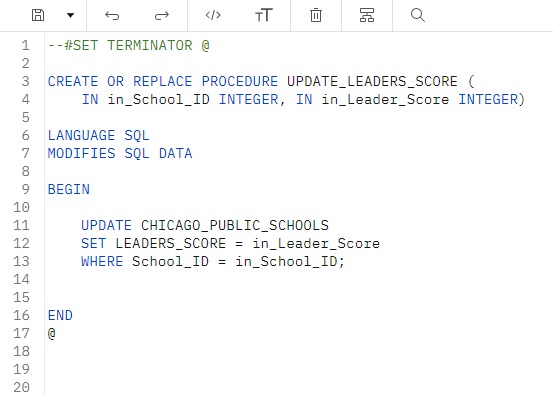 </> TT
1 --#SET TERMINATOR @
2
3 CREATE OR REPLACE PROCEDURE UPDATE_LEADERS_SCORE (
4     IN in_School_ID INTEGER, IN in_Leader_Score INTEGER)
5
6 LANGUAGE SQL
7 MODIFIES SQL DATA
8
9 BEGIN
10
11     UPDATE CHICAGO_PUBLIC_SCHOOLS
12     SET LEADERS_SCORE = in_Leader_Score
13     WHERE School_ID = in_School_ID;
14
15
16 END
17 @
18
19
20